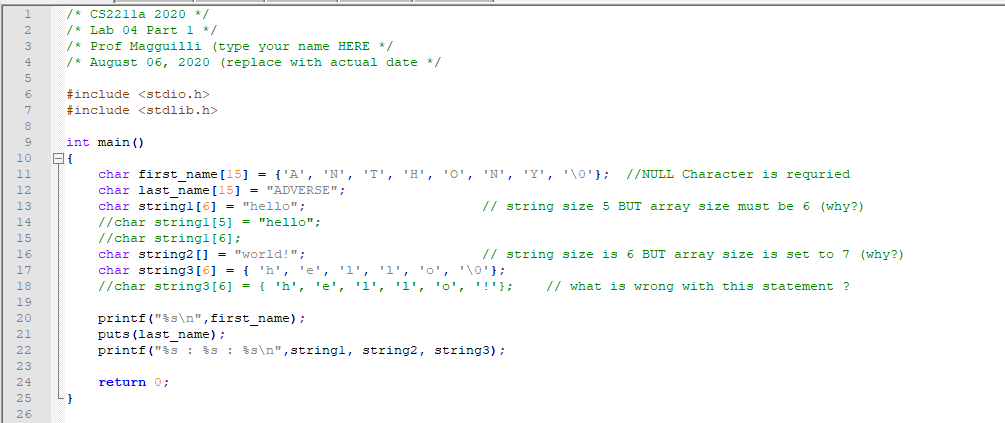 1 /* CS2211a 2020 */
2 /* Lab 04 Part 1 */
3 /* Prof Magguilli (type your name HERE */
4 /* August 06, 2020 (replace with actual date */
5
6 #include <stdio.h>
7 #include <stdlib.h>
8
9 int main()
10 {
11 char first_name[15] = {'A', 'N', 'T', 'H', 'O', 'N', 'Y', '\0'}; //NULL Character is requried
12 char last_name[15] = "ADVERSE";
13 char string1[6] = "hello"; // string size 5 BUT array size must be 6 (why?)
14 //char string1[5] = "hello";
15 //char string1[6];
16 char string2[] = "world!"; // string size is 6 BUT array size is set to 7 (why?)
17 char string3[6] = { 'h', 'e', 'l', 'l', 'o', '\0'};
18 //char string3[6] = { 'h', 'e', 'l', 'l', 'o', '!'}; // what is wrong with this statement ?
19
20 printf("%s\n",first_name);
21 puts(last_name);
22 printf("%s : %s : %s\n",string1, string2, string3);
23
24 return 0;
25 }
26